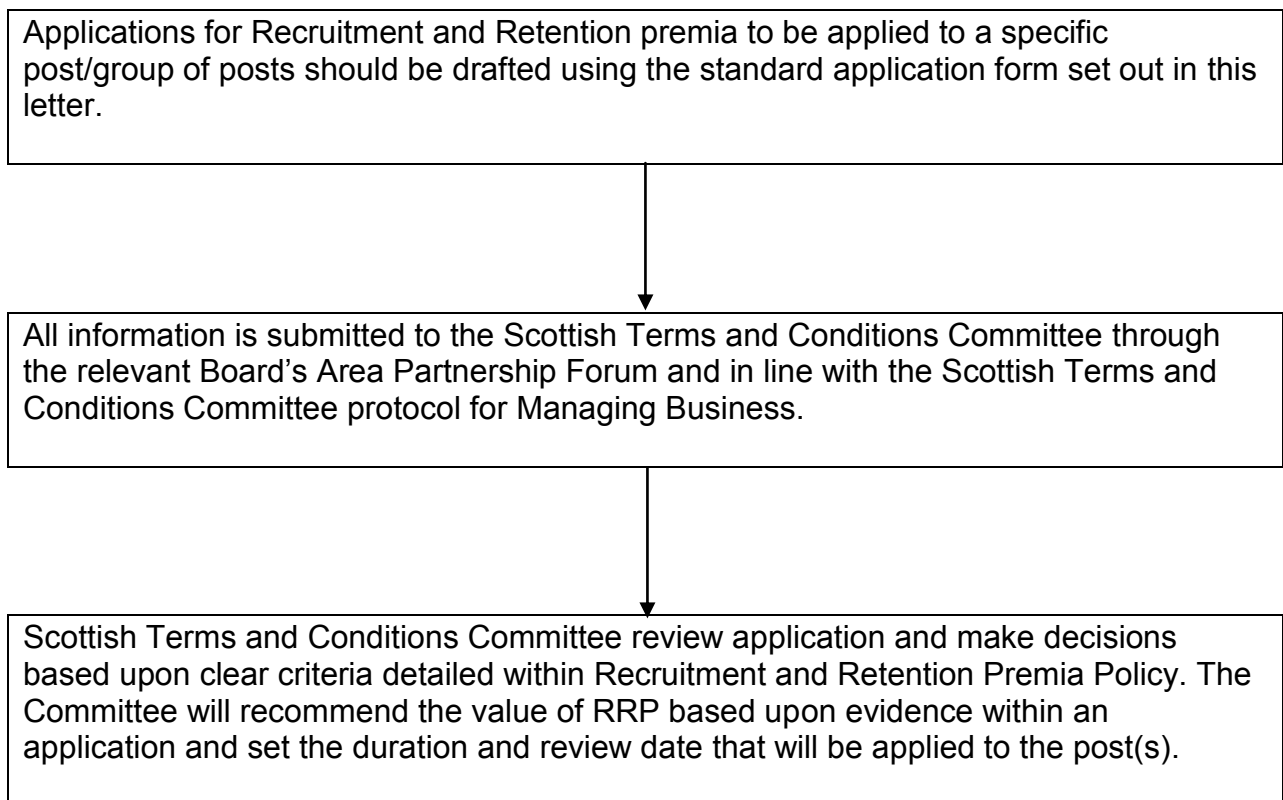 Applications for Recruitment and Retention premia to be applied to a specific
post/group of posts should be drafted using the standard application form set out in this
letter.
All information is submitted to the Scottish Terms and Conditions Committee through
the relevant Board’s Area Partnership Forum and in line with the Scottish Terms and
Conditions Committee protocol for Managing Business.
Scottish Terms and Conditions Committee review application and make decisions
based upon clear criteria detailed within Recruitment and Retention Premia Policy. The
Committee will recommend the value of RRP based upon evidence within an
application and set the duration and review date that will be applied to the post(s).